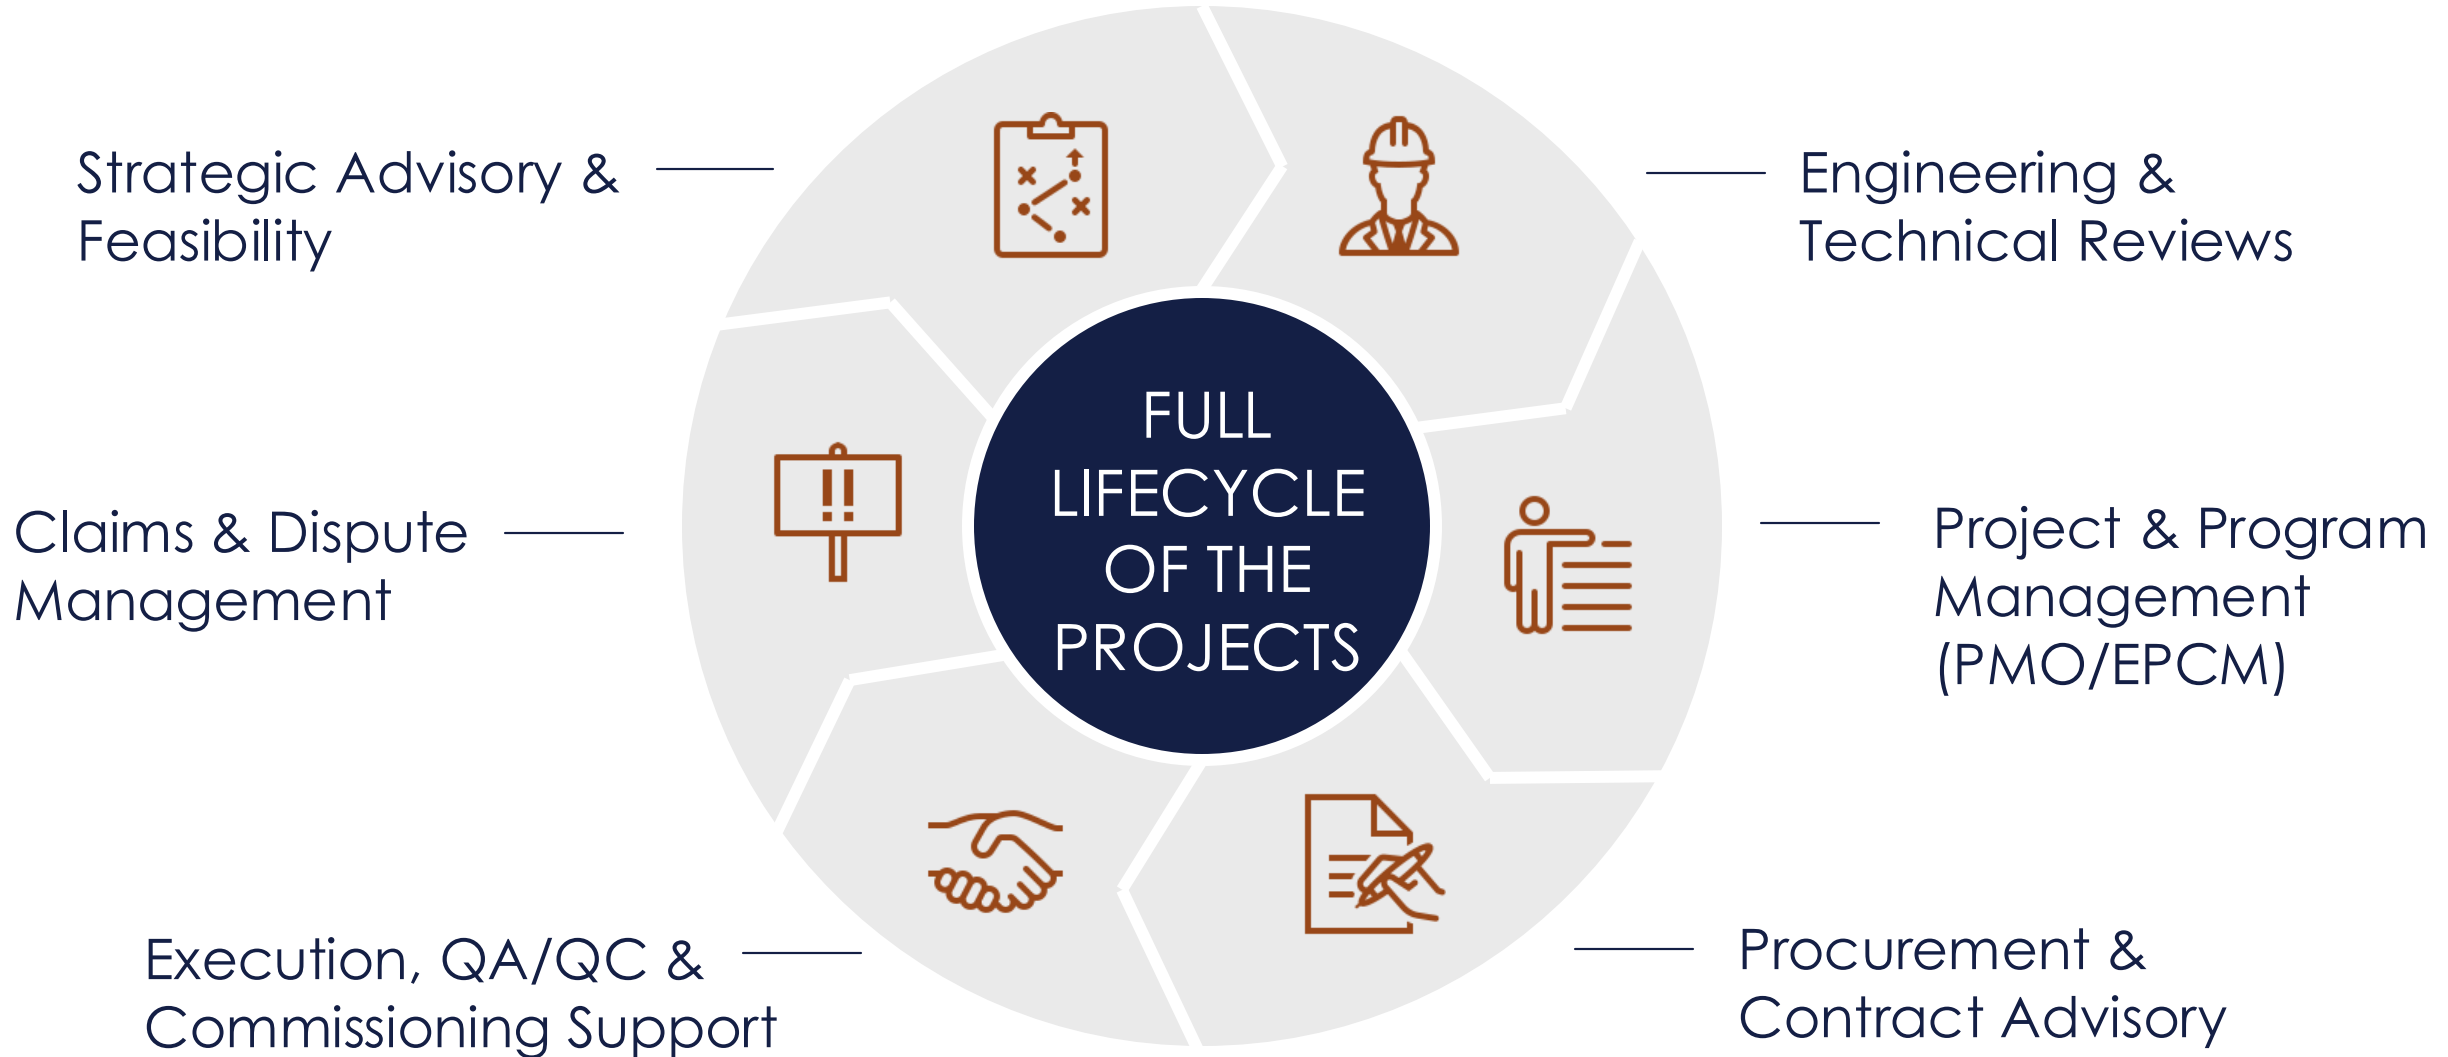 Strategic Advisory &
Feasibility
Engineering &
Technical Reviews
Claims & Dispute
Management
!!
FULL
LIFECYCLE
OF THE
PROJECTS
Project & Program
Management
(PMO/EPCM)
Execution, QA/QC &
Commissioning Support
Procurement &
Contract Advisory